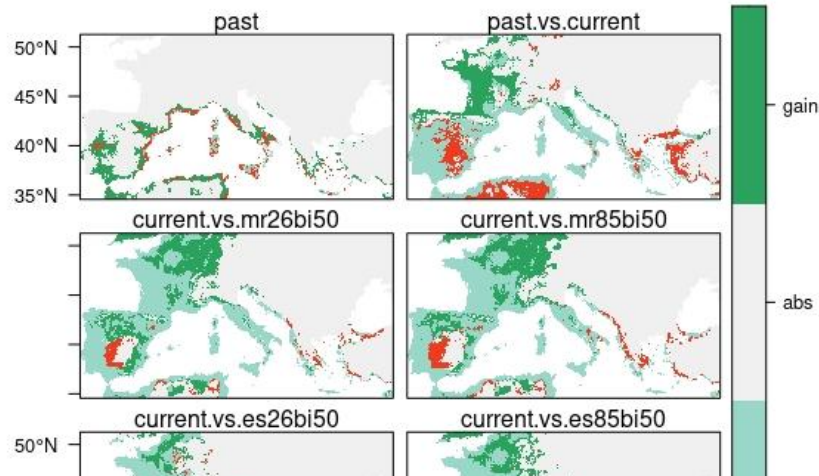 past
past.vs.current
50°N
45°N
40°N
35°N
gain
current.vs.mr26bi50
current.vs.mr85bi50
abs
current.vs.es26bi50
current.vs.es85bi50
50°N